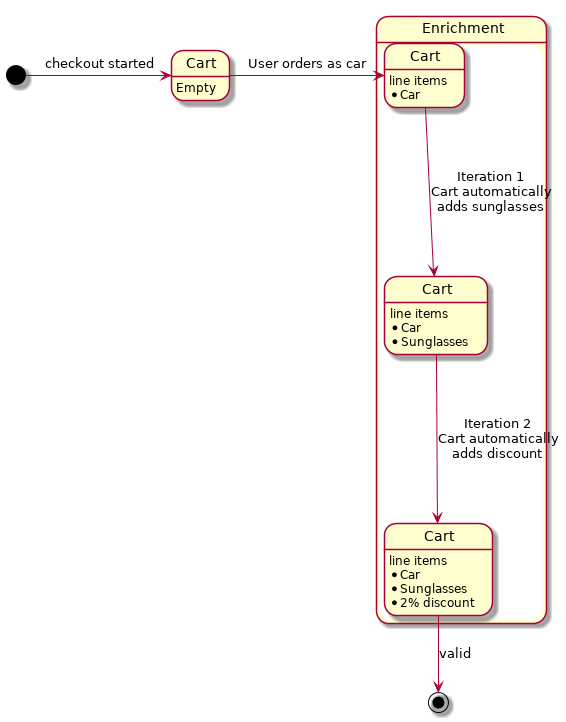 Enrichment
checkout started
Cart
Empty
User orders as car
Cart
line items
• Car
Iteration 1
Cart automatically
adds sunglasses
Cart
line items
• Car
• Sunglasses
Iteration 2
Cart automatically
adds discount
Cart
line items
• Car
• Sunglasses
• 2% discount
valid